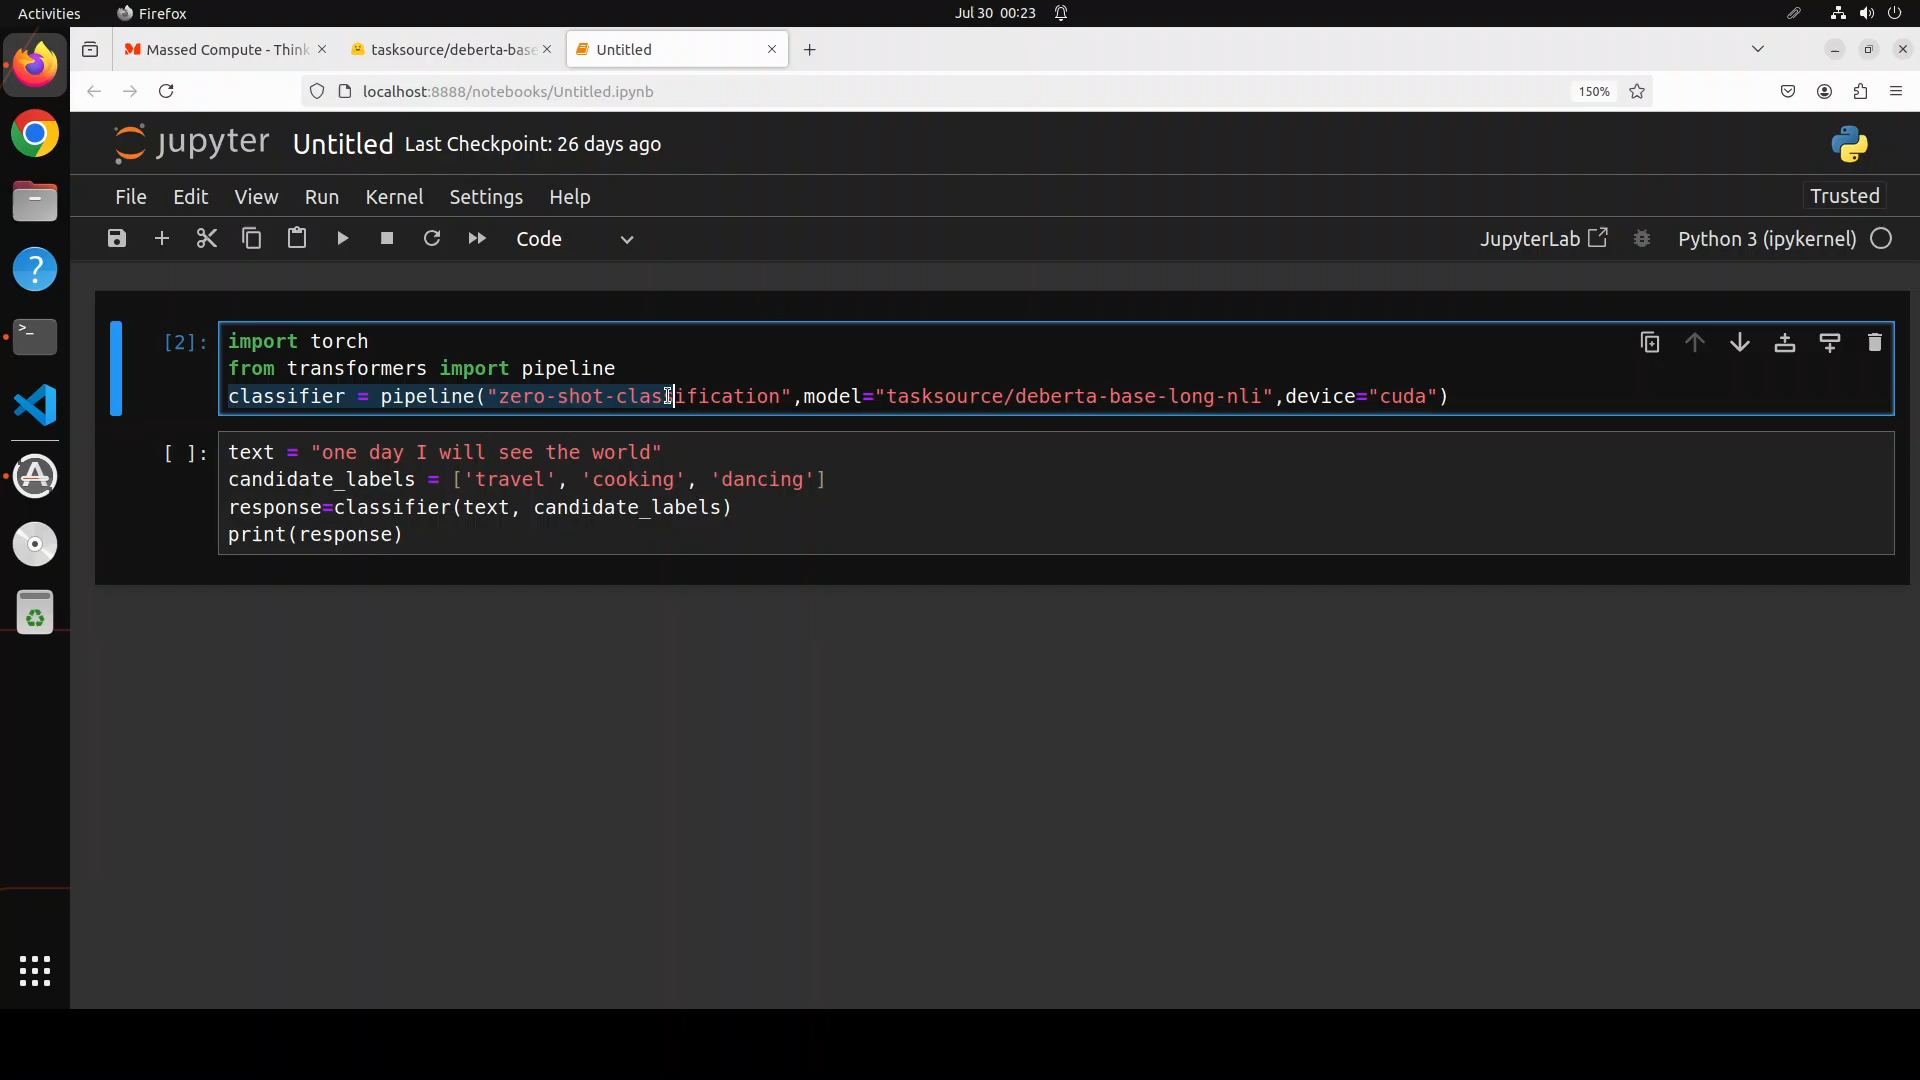 Activities
Firefox
Jul 30 00:23
Massed Compute - Think
tasksource/deberta-base
Untitled
localhost:8888/notebooks/Untitled.ipynb
150%
jupyter
Untitled
Last Checkpoint: 26 days ago
File
Edit
View
Run
Kernel
Settings
Help
Trusted
Code
JupyterLab
Python 3 (ipykernel)
[2]:
import torch
from transformers import pipeline
classifier = pipeline("zero-shot-classification",model="tasksource/deberta-base-long-nli",device="cuda")
[ ]:
text = "one day I will see the world"
candidate_labels = ['travel', 'cooking', 'dancing']
response=classifier(text, candidate_labels)
print(response)